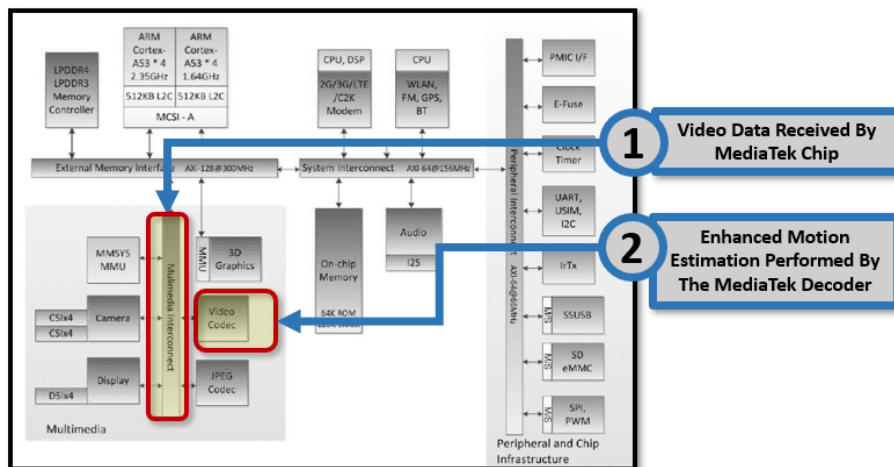 LPDDR4
LPDDR3
Memory
Controller
ARM
Cortex-
A53 * 4
2.35GHz
ARM
Cortex-
A53 * 4
1.64GHz
512KB L2C
512KB L2C
MCSI - A
CPU, DSP
2G/3G/LTE
/C2K
Modem
CPU
WLAN,
FM, GPS,
BT
External Memory Interface AXI-128@300MHz
System Interconnect AXI-64@156MHz
Peripheral Interconnect AXI-64@66MHz
PMIC I/F
E-Fuse
Clock
Timer
UART,
USIM,
I2C
IrTx
M/S
SSUSB
M/S
SD
eMMC
M/S
SPI,
PWM
Peripheral and Chip
Infrastructure
MMSYS
MMU
Mulimedia Interconnect
MMU
3D
Graphics
CSIx4
CSIx4
Camera
Video
Codec
Display
DSIx4
JPEG
Codec
Multimedia
On-chip
Memory
64K ROM
Audio
I2S
1
Video Data Received By
MediaTek Chip
2
Enhanced Motion
Estimation Performed By
The MediaTek Decoder